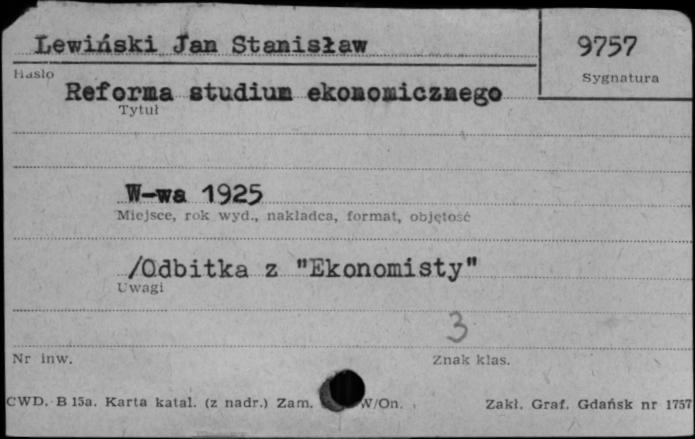 Lewiński Jan Stanisław
9757
Hasło
Sygnatura
Reforma studium ekonomicznego
Tytuł
W-wa 1925
Miejsce, rok wyd., nakładca, format, objętość
/Odbitka z "Ekonomisty"
Uwagi
3
Nr inw.
Znak klas.
CWD. B 15a. Karta katal. (z nadr.) Zam. W/On.
Zakł. Graf. Gdańsk nr 1757